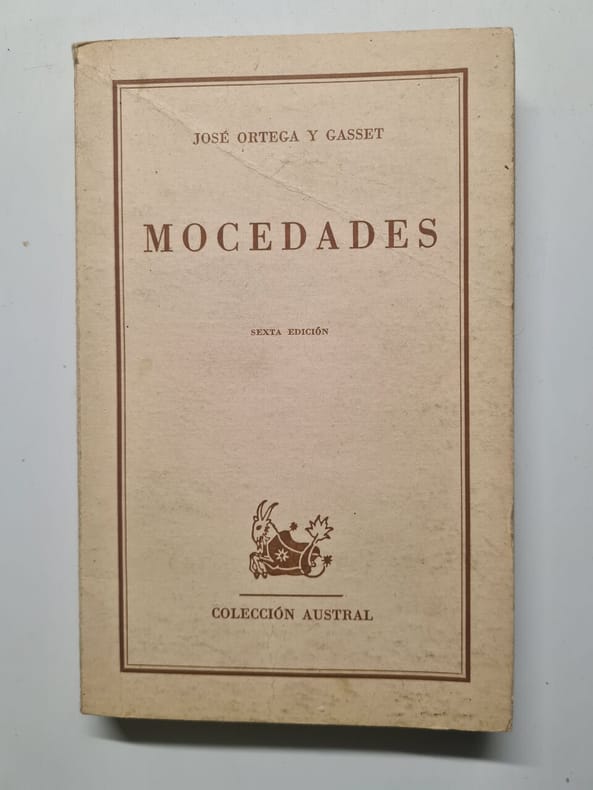 JOSÉ ORTEGA Y GASSET
MOCEDADES
SEXTA EDICIÓN
COLECCIÓN AUSTRAL